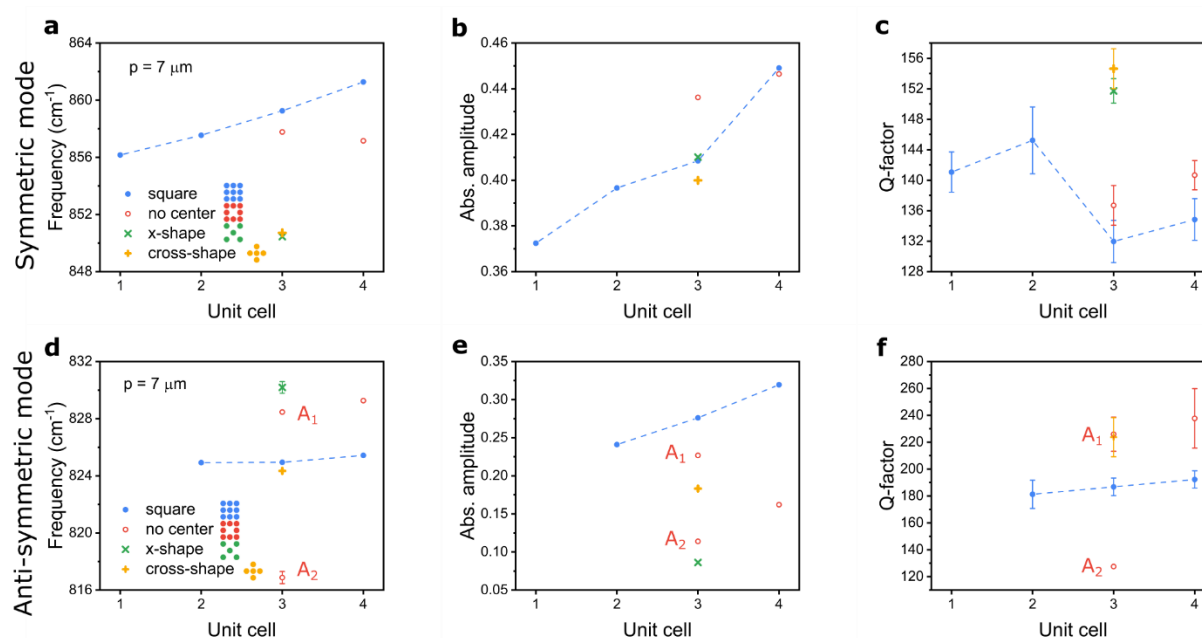 Symmetric mode
a
Frequency (cm⁻¹)
864
860
856
852
848
p = 7 μm
square
no center
x-shape
cross-shape
1 2 3 4
Unit cell
b
Abs. amplitude
0.46
0.44
0.42
0.40
0.38
0.36
1 2 3 4
Unit cell
c
Q-factor
156
152
148
144
140
136
132
128
1 2 3 4
Unit cell
Anti-symmetric mode
d
Frequency (cm⁻¹)
832
828
824
820
816
p = 7 μm
A₁
square
no center
x-shape
cross-shape
A₂
1 2 3 4
Unit cell
e
Abs. amplitude
0.35
0.30
0.25
0.20
0.15
0.10
0.05
A₁
A₂
1 2 3 4
Unit cell
f
Q-factor
280
260
240
220
200
180
160
140
120
A₁
A₂
1 2 3 4
Unit cell